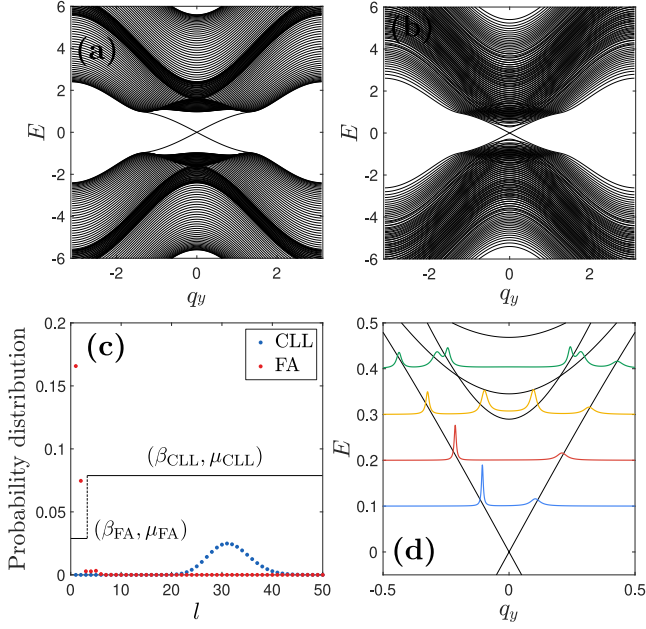 (a)
6
4
2
0
-2
-4
-6
E
-2
0
2
q_y
(b)
6
4
2
0
-2
-4
-6
E
-2
0
2
q_y
(c)
0.2
0.15
0.1
0.05
0
Probability distribution
CLL
FA
(β_CLL, μ_CLL)
(β_FA, μ_FA)
0
10
20
30
40
50
l
(d)
0.5
0.4
0.3
0.2
0.1
0
E
-0.5
0
0.5
q_y